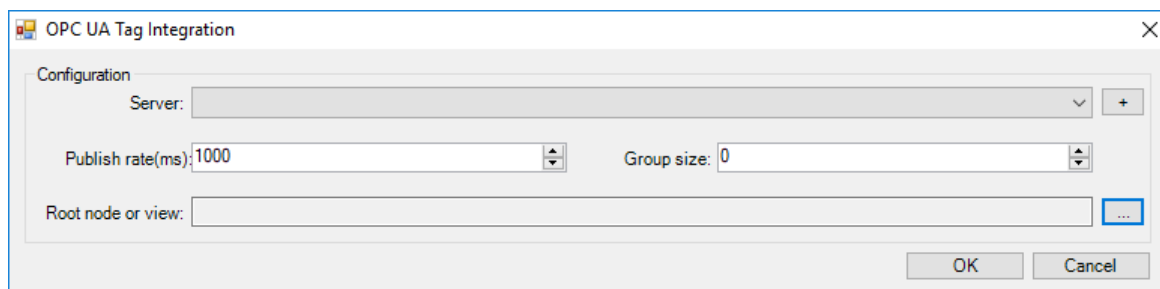 OPC UA Tag Integration
Configuration
Server: +
Publish rate(ms): 1000 Group size: 0
Root node or view: ...
OK Cancel